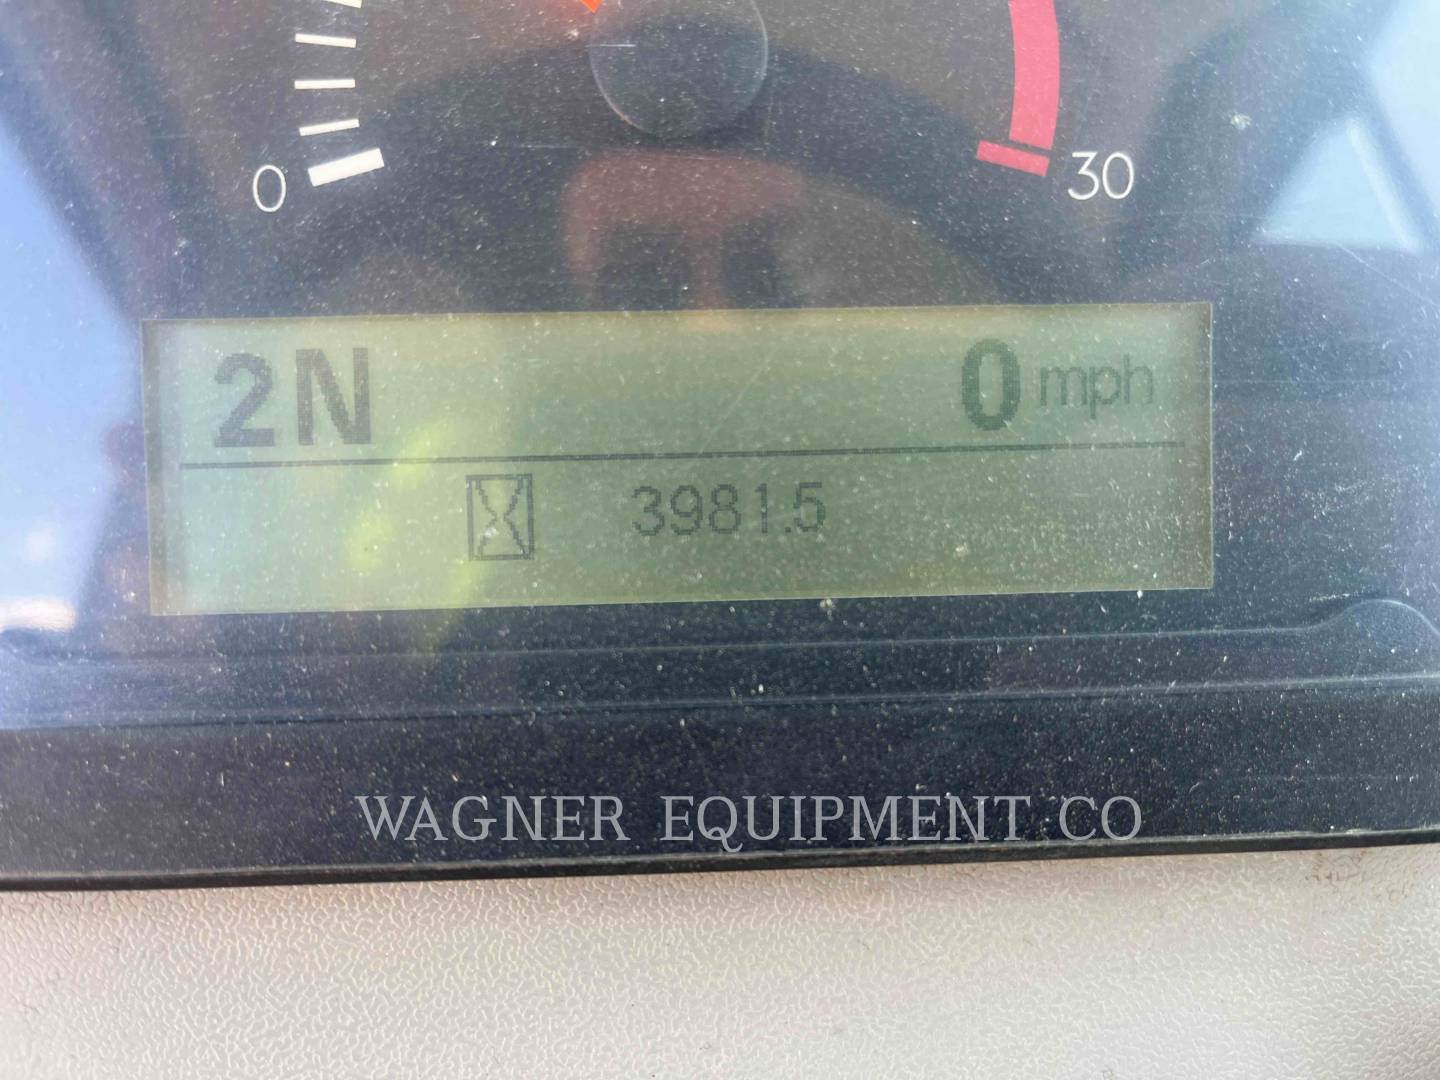 0 30
2N 0 mph
3981.5
WAGNER EQUIPMENT CO